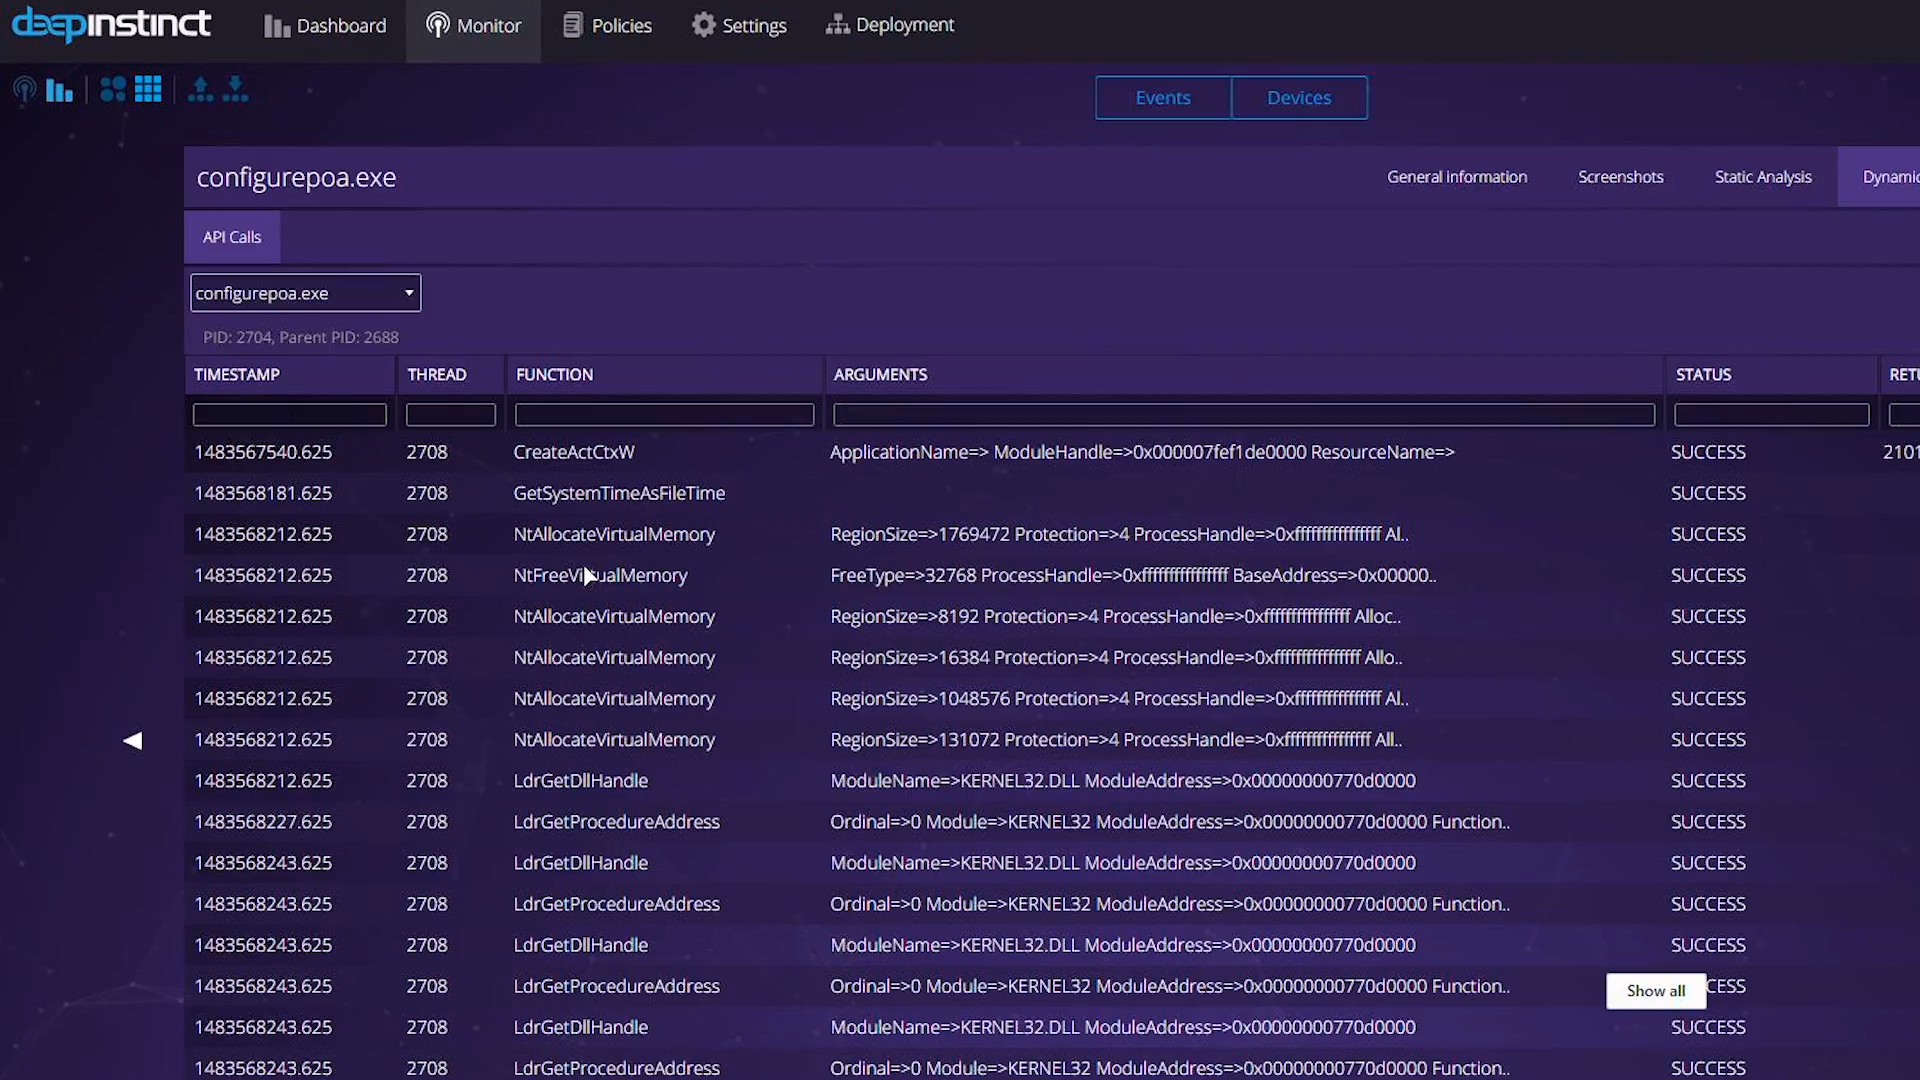 deepinstinct Dashboard Monitor Policies Settings Deployment
Events Devices
configurepoa.exe General information Screenshots Static Analysis Dynamic
API Calls
configurepoa.exe
PID: 2704, Parent PID: 2688
TIMESTAMP THREAD FUNCTION ARGUMENTS STATUS RETU
1483567540.625 2708 CreateActCtxW ApplicationName=> ModuleHandle=>0x000007fef1de0000 ResourceName=> SUCCESS 2101
1483568181.625 2708 GetSystemTimeAsFileTime SUCCESS
1483568212.625 2708 NtAllocateVirtualMemory RegionSize=>1769472 Protection=>4 ProcessHandle=>0xffffffffffffffff Al.. SUCCESS
1483568212.625 2708 NtFreeVirtualMemory FreeType=>32768 ProcessHandle=>0xffffffffffffffff BaseAddress=>0x00000.. SUCCESS
1483568212.625 2708 NtAllocateVirtualMemory RegionSize=>8192 Protection=>4 ProcessHandle=>0xffffffffffffffff Alloc.. SUCCESS
1483568212.625 2708 NtAllocateVirtualMemory RegionSize=>16384 Protection=>4 ProcessHandle=>0xffffffffffffffff Allo.. SUCCESS
1483568212.625 2708 NtAllocateVirtualMemory RegionSize=>1048576 Protection=>4 ProcessHandle=>0xffffffffffffffff Al.. SUCCESS
1483568212.625 2708 NtAllocateVirtualMemory RegionSize=>131072 Protection=>4 ProcessHandle=>0xffffffffffffffff All.. SUCCESS
1483568212.625 2708 LdrGetDllHandle ModuleName=>KERNEL32.DLL ModuleAddress=>0x00000000770d0000 SUCCESS
1483568227.625 2708 LdrGetProcedureAddress Ordinal=>0 Module=>KERNEL32 ModuleAddress=>0x00000000770d0000 Function.. SUCCESS
1483568243.625 2708 LdrGetDllHandle ModuleName=>KERNEL32.DLL ModuleAddress=>0x00000000770d0000 SUCCESS
1483568243.625 2708 LdrGetProcedureAddress Ordinal=>0 Module=>KERNEL32 ModuleAddress=>0x00000000770d0000 Function.. SUCCESS
1483568243.625 2708 LdrGetDllHandle ModuleName=>KERNEL32.DLL ModuleAddress=>0x00000000770d0000 SUCCESS
1483568243.625 2708 LdrGetProcedureAddress Ordinal=>0 Module=>KERNEL32 ModuleAddress=>0x00000000770d0000 Function.. Show all CESS
1483568243.625 2708 LdrGetDllHandle ModuleName=>KERNEL32.DLL ModuleAddress=>0x00000000770d0000 SUCCESS
1483568243.625 2708 LdrGetProcedureAddress Ordinal=>0 Module=>KERNEL32 ModuleAddress=>0x00000000770d0000 Function.. SUCCESS